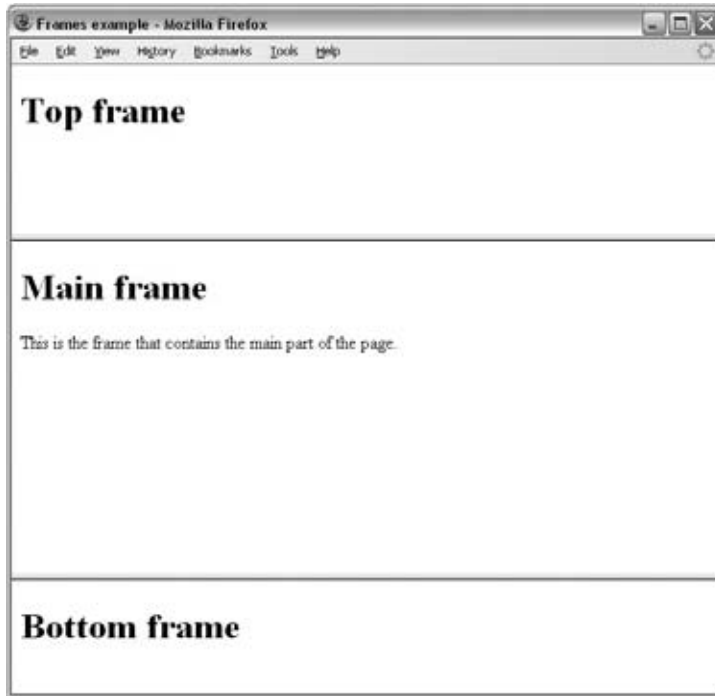 Frames example - Mozilla Firefox
File Edit View History Bookmarks Tools Help
Top frame
Main frame
This is the frame that contains the main part of the page.
Bottom frame